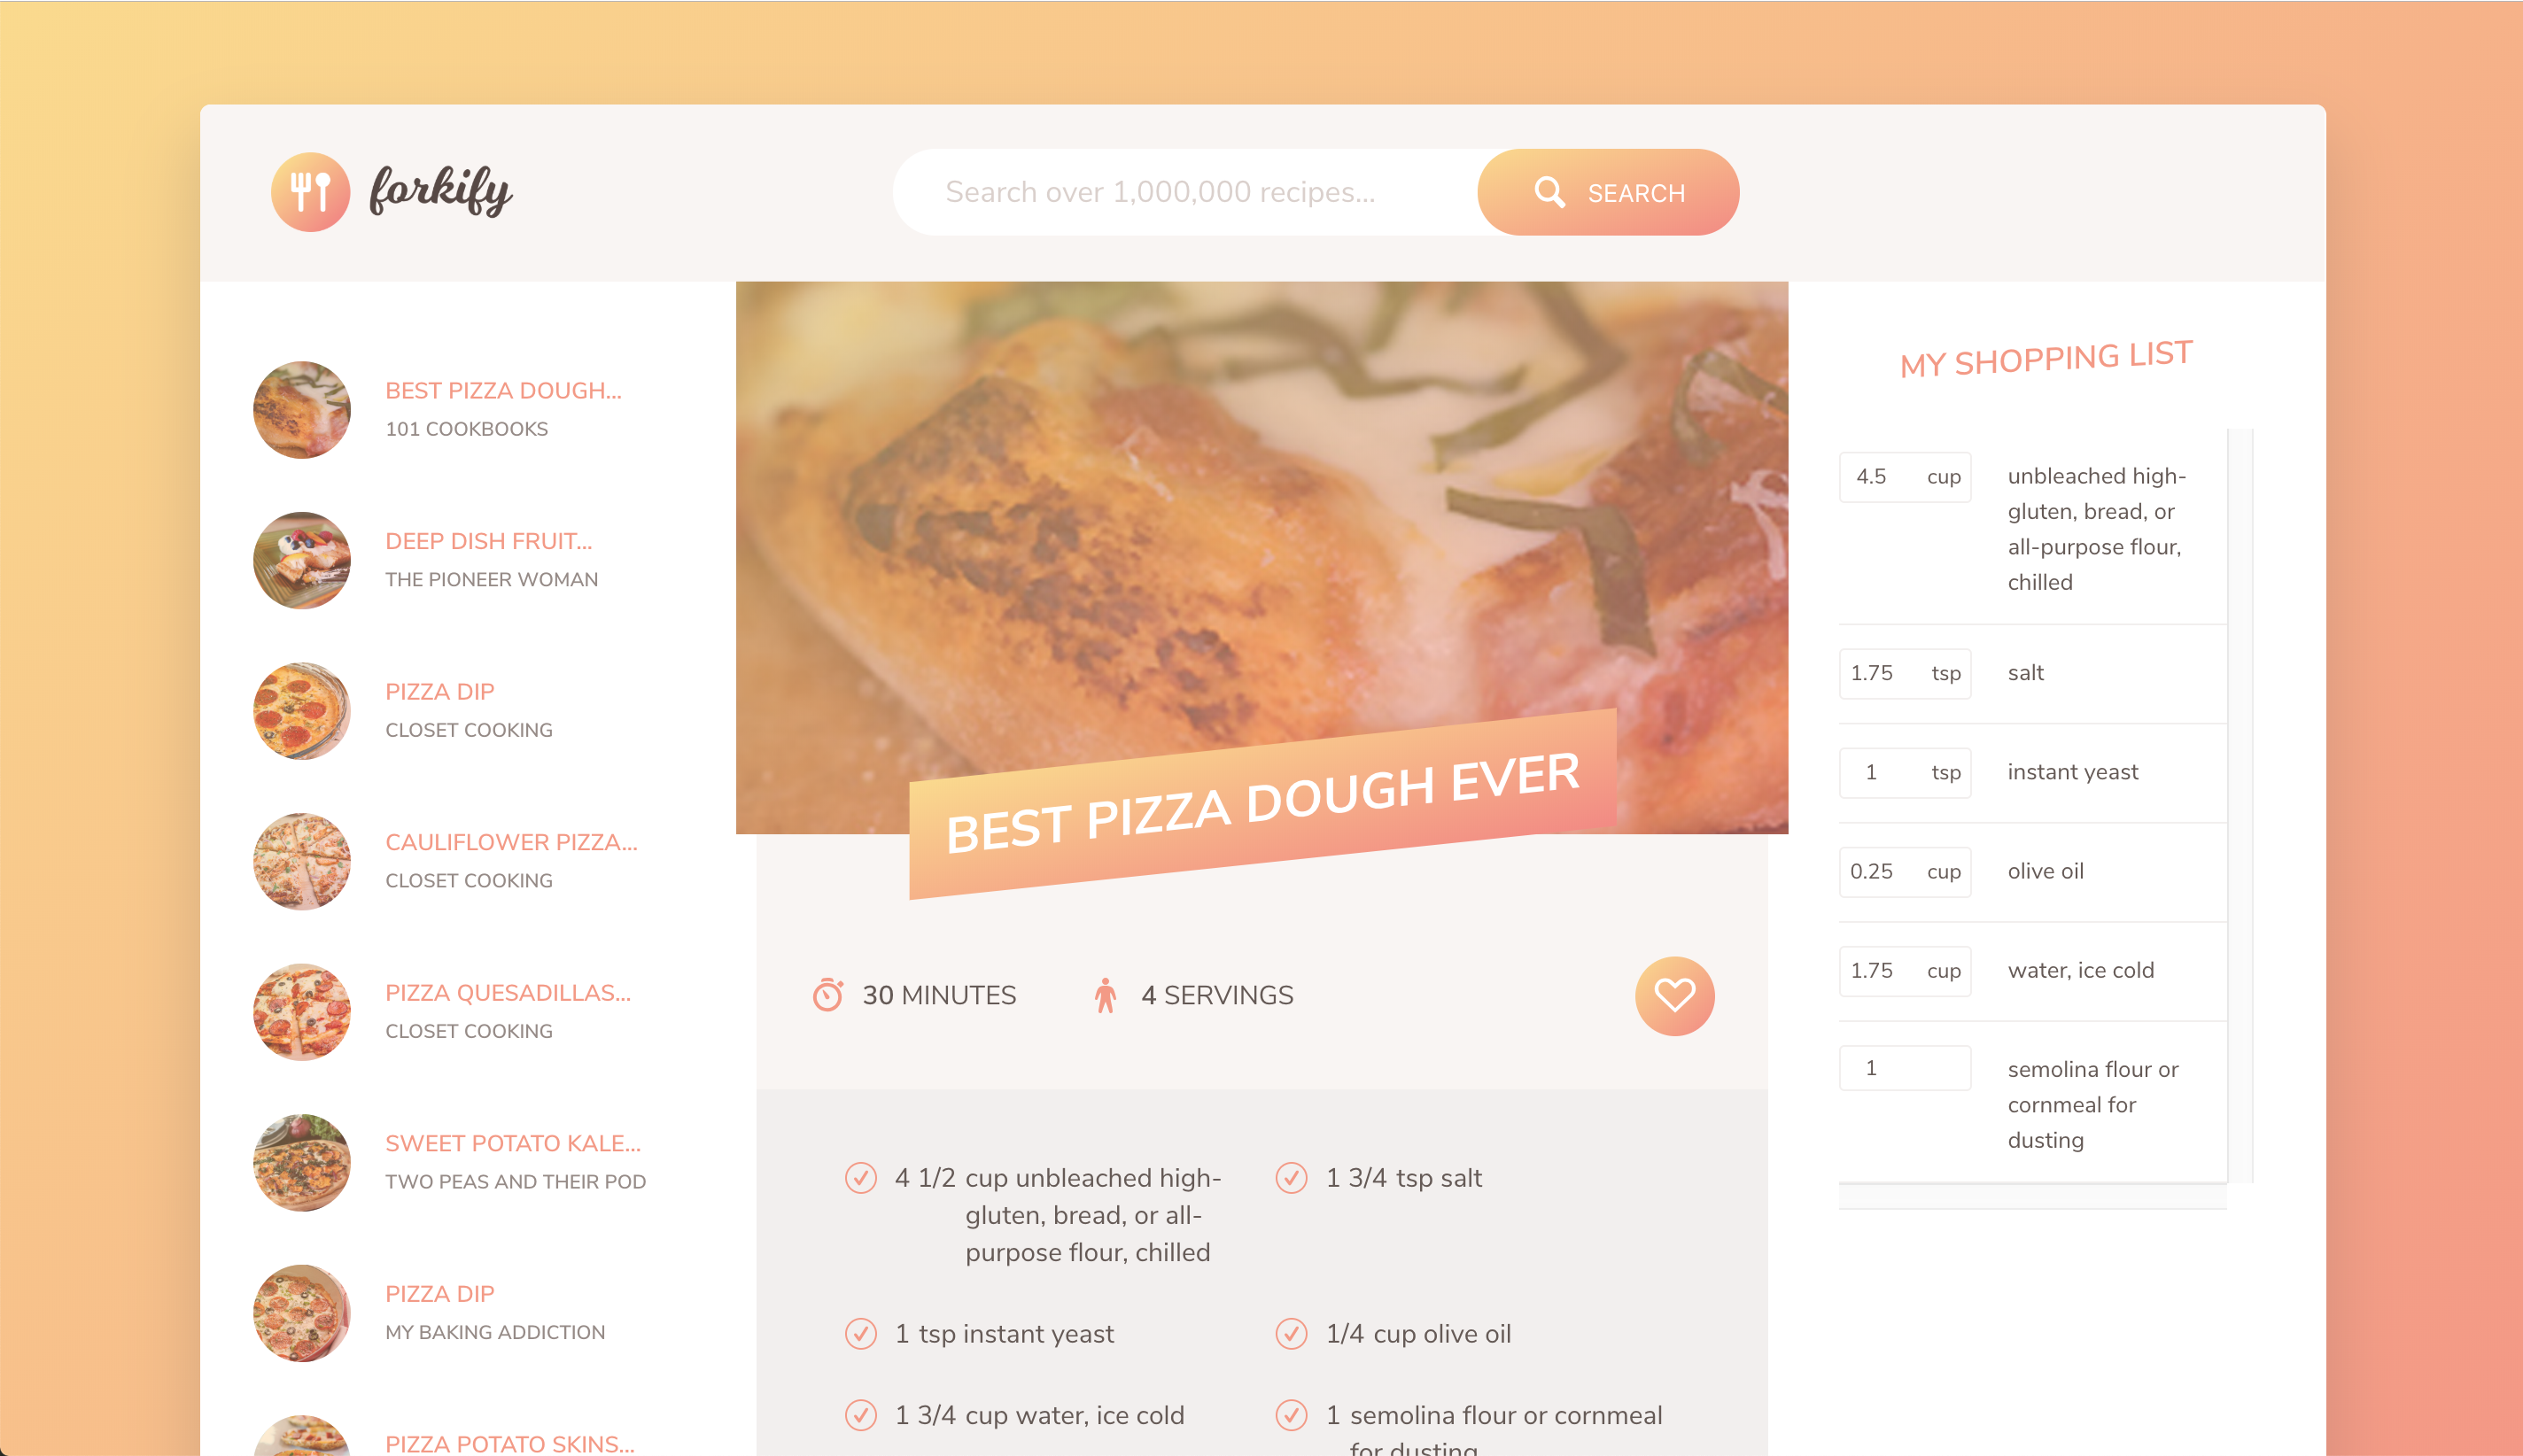 forkify
Search over 1,000,000 recipes...
SEARCH
BEST PIZZA DOUGH...
101 COOKBOOKS
DEEP DISH FRUIT...
THE PIONEER WOMAN
PIZZA DIP
CLOSET COOKING
CAULIFLOWER PIZZA...
CLOSET COOKING
PIZZA QUESADILLAS...
CLOSET COOKING
SWEET POTATO KALE...
TWO PEAS AND THEIR POD
PIZZA DIP
MY BAKING ADDICTION
PIZZA POTATO SKINS...
BEST PIZZA DOUGH EVER
30 MINUTES
4 SERVINGS
4 1/2 cup unbleached high-
gluten, bread, or all-
purpose flour, chilled
1 3/4 tsp salt
1 tsp instant yeast
1/4 cup olive oil
1 3/4 cup water, ice cold
1 semolina flour or cornmeal
for dusting
MY SHOPPING LIST
4.5 cup unbleached high-
gluten, bread, or
all-purpose flour,
chilled
1.75 tsp salt
1 tsp instant yeast
0.25 cup olive oil
1.75 cup water, ice cold
1 semolina flour or
cornmeal for
dusting